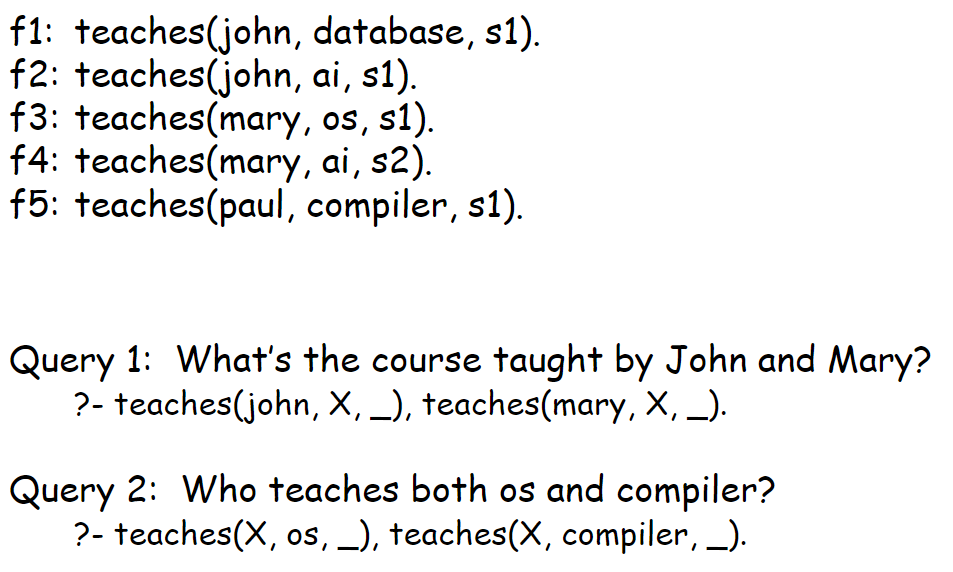 f1: teaches(john, database, s1).
f2: teaches(john, ai, s1).
f3: teaches(mary, os, s1).
f4: teaches(mary, ai, s2).
f5: teaches(paul, compiler, s1).
Query 1: What's the course taught by John and Mary?
?- teaches(john, X, _), teaches(mary, X, _).
Query 2: Who teaches both os and compiler?
?- teaches(X, os, _), teaches(X, compiler, _).